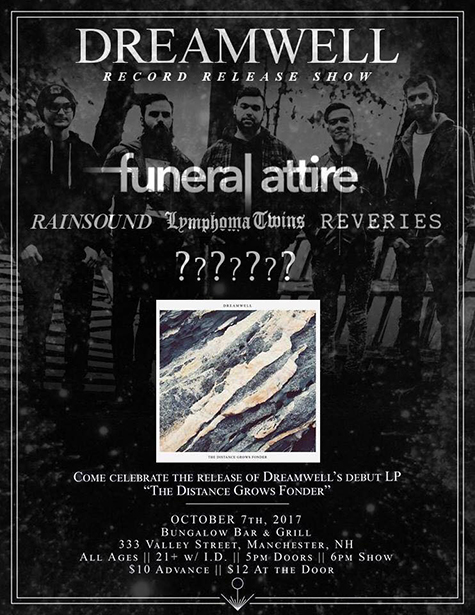 DREAMWELL
RECORD RELEASE SHOW
funeral attire
RAINSOUND Lymphoma Twins REVERIES
???????
DREAMWELL
THE DISTANCE GROWS FONDER
COME CELEBRATE THE RELEASE OF DREAMWELL'S DEBUT LP
"THE DISTANCE GROWS FONDER"
OCTOBER 7TH, 2017
BUNGALOW BAR & GRILL
333 VALLEY STREET, MANCHESTER, NH
ALL AGES || 21+ W/ I.D. || 5PM DOORS || 6PM SHOW
$10 ADVANCE || $12 AT THE DOOR